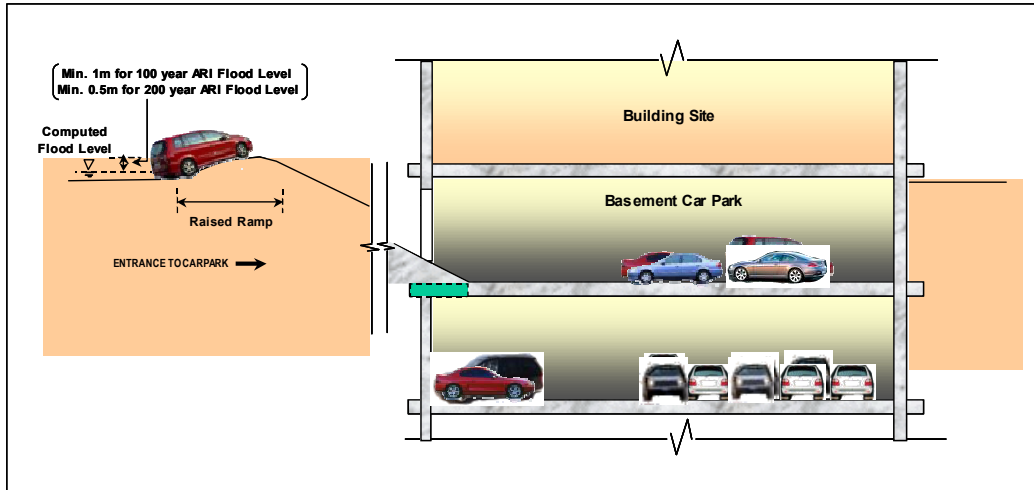 Min. 1m for 100 year ARI Flood Level
Min. 0.5m for 200 year ARI Flood Level
Computed
Flood Level
Raised Ramp
ENTRANCE TO CARPARK
Building Site
Basement Car Park